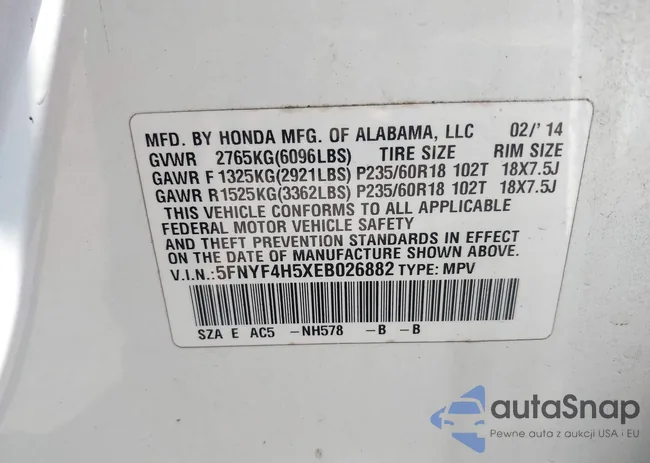 MFD. BY HONDA MFG. OF ALABAMA, LLC 02/' 14
GVWR 2765KG(6096LBS) TIRE SIZE RIM SIZE
GAWR F 1325KG(2921LBS) P235/60R18 102T 18X7.5J
GAWR R 1525KG(3362LBS) P235/60R18 102T 18X7.5J
THIS VEHICLE CONFORMS TO ALL APPLICABLE
FEDERAL MOTOR VEHICLE SAFETY
AND THEFT PREVENTION STANDARDS IN EFFECT
ON THE DATE OF MANUFACTURE SHOWN ABOVE.
V.I.N.:5FNYF4H5XEB026882 TYPE: MPV
SZA E AC5 -NH578 -B -B
autaSnap
Pewne auta z aukcji USA i EU